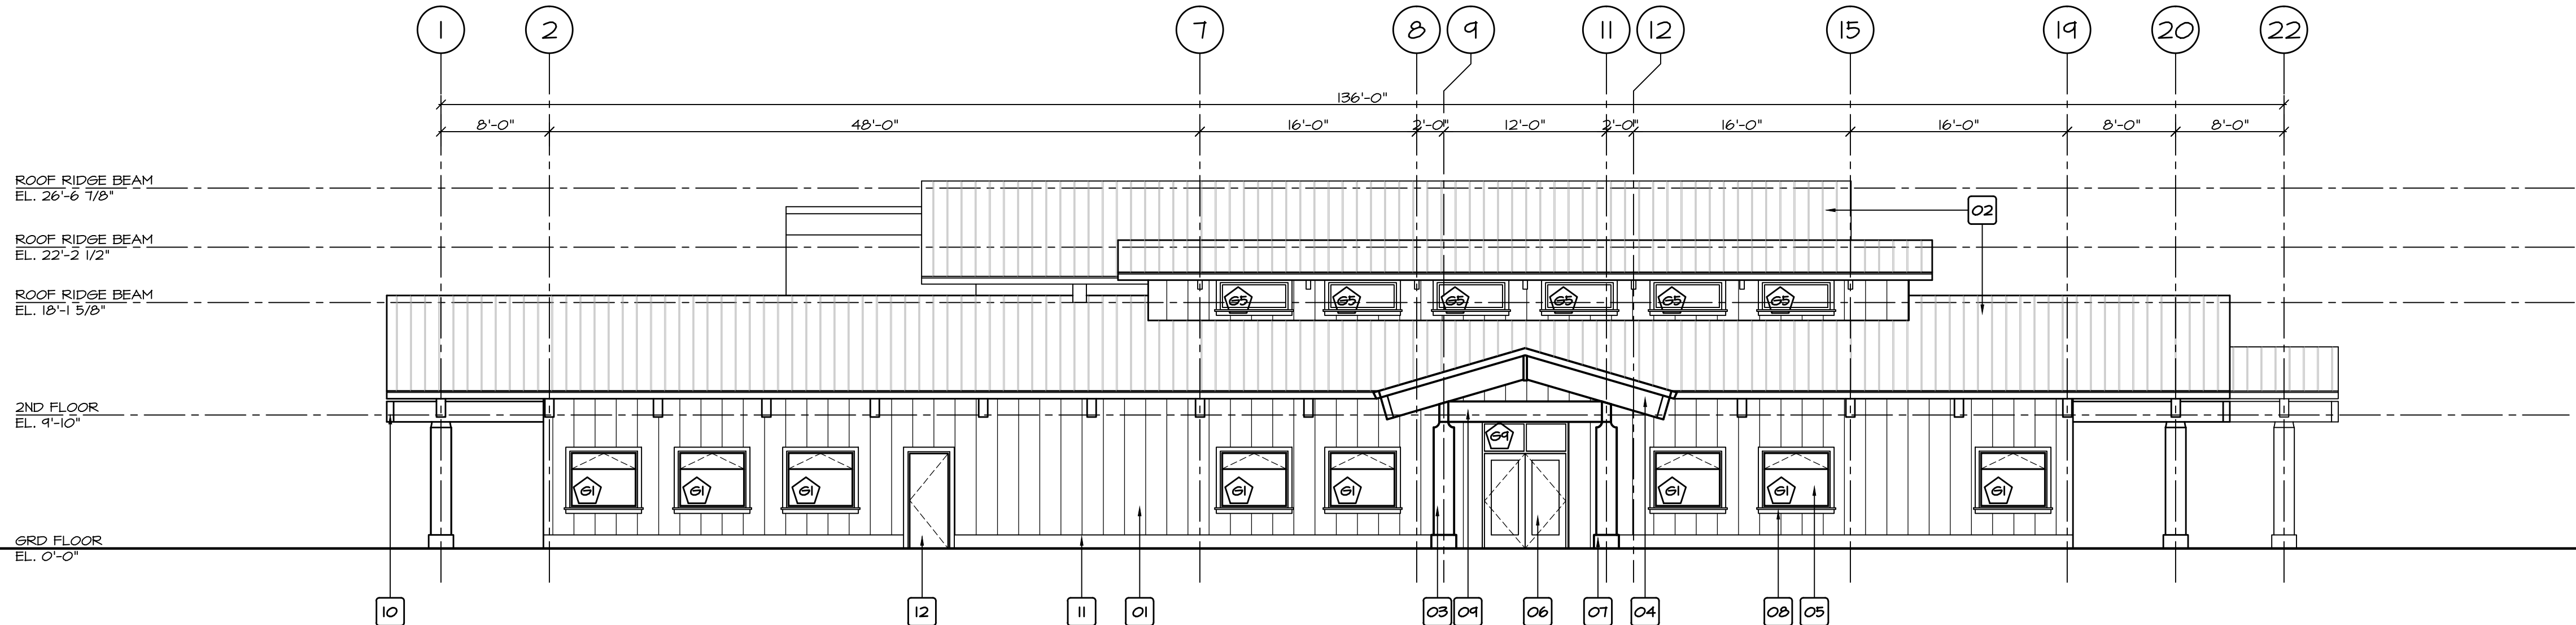 1 2 7 8 9 11 12 15 19 20 22
136'-0"
8'-0" 48'-0" 16'-0" 2'-0" 12'-0" 2'-0" 16'-0" 16'-0" 8'-0" 8'-0"
ROOF RIDGE BEAM
EL. 26'-6 7/8"
02
ROOF RIDGE BEAM
EL. 22'-2 1/2"
ROOF RIDGE BEAM
EL. 18'-1 5/8"
G5 G5 G5 G5 G5 G5
2ND FLOOR
EL. 9'-10"
G9
G1 G1 G1 G1 G1 G1 G1 G1
GRD FLOOR
EL. 0'-0"
10 12 11 01 03 09 06 07 04 08 05